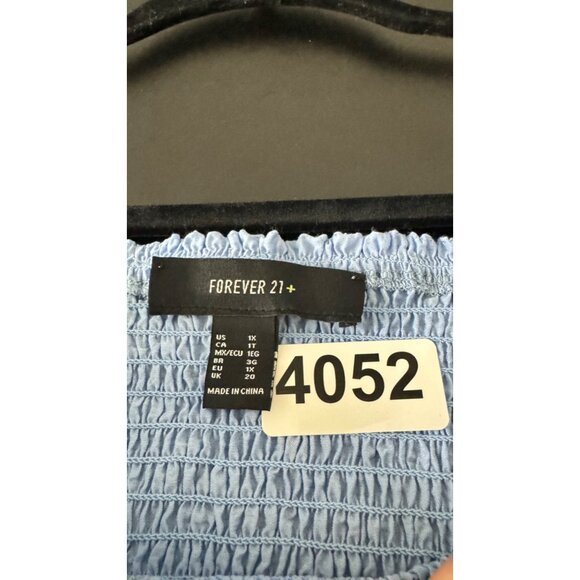 FOREVER 21+
US 1X
CA 1T
MX/ECU 1EG
BR 3G
EU 1X
UK 20
MADE IN CHINA
4052